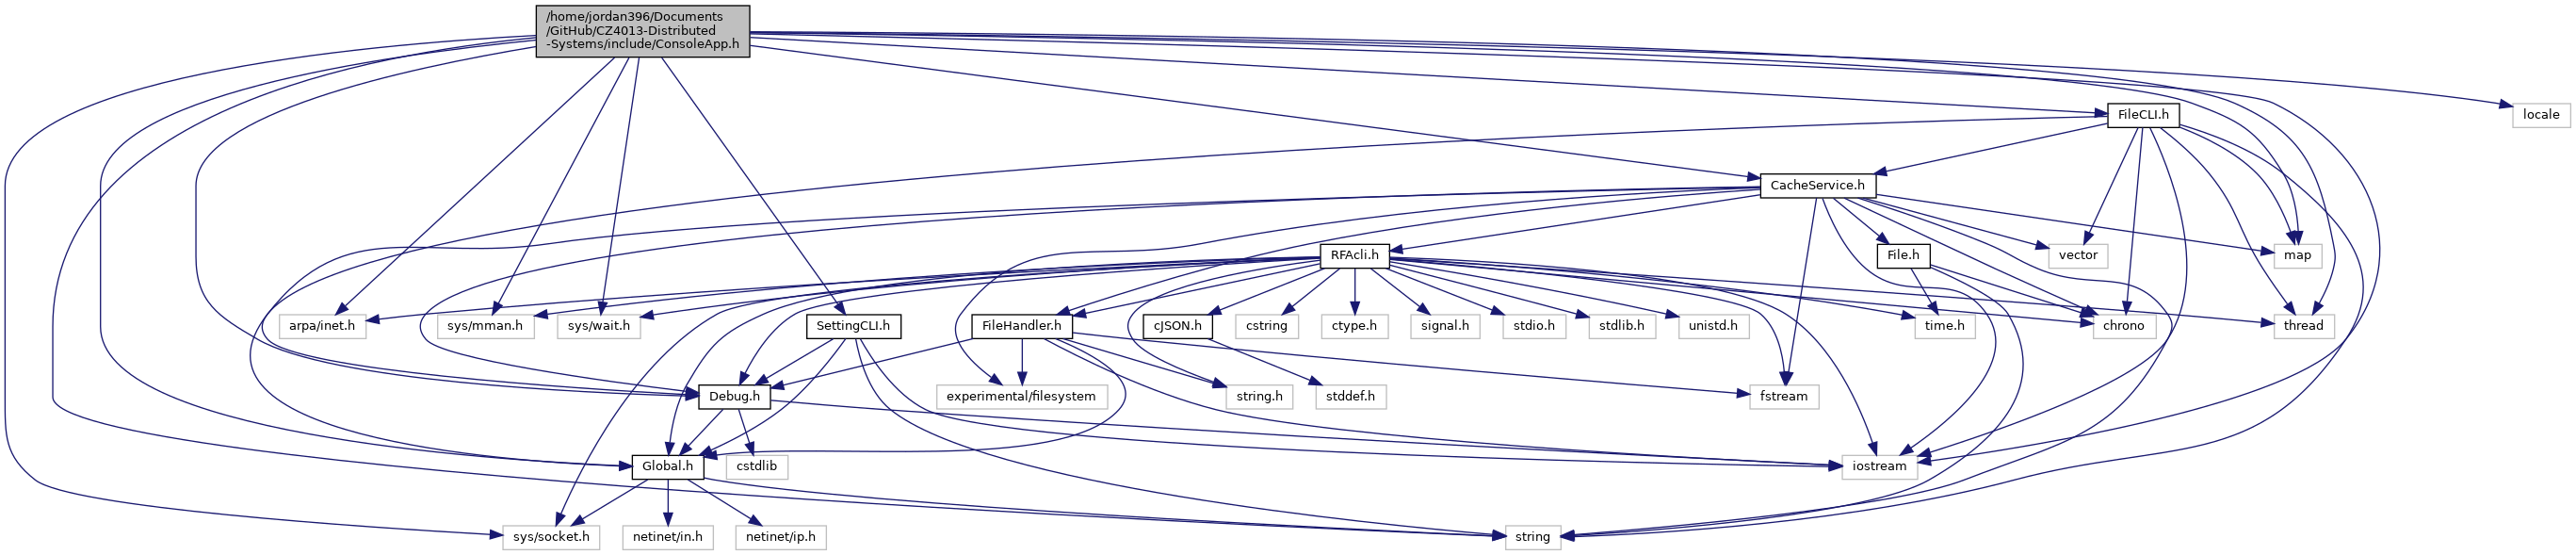 /home/jordan396/Documents
/GitHub/CZ4013-Distributed
-Systems/include/ConsoleApp.h
locale
FileCLI.h
CacheService.h
RFAcli.h
File.h
vector
map
arpa/inet.h
sys/mman.h
sys/wait.h
SettingCLI.h
FileHandler.h
cJSON.h
cstring
ctype.h
signal.h
stdio.h
stdlib.h
unistd.h
time.h
chrono
thread
Debug.h
experimental/filesystem
string.h
stddef.h
fstream
Global.h
cstdlib
iostream
sys/socket.h
netinet/in.h
netinet/ip.h
string